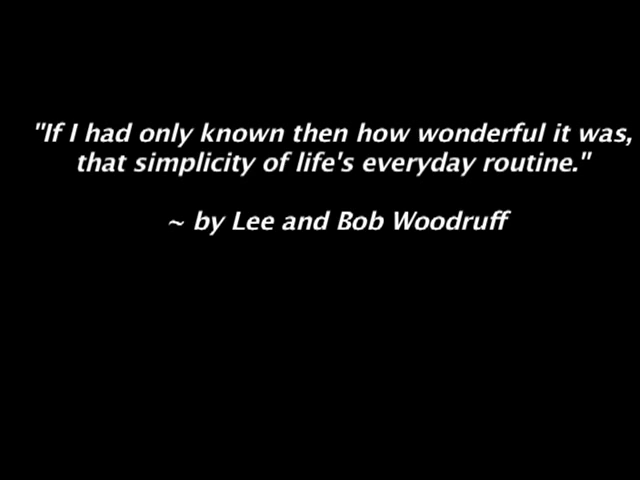 "If I had only known then how wonderful it was,
that simplicity of life's everyday routine."
~ by Lee and Bob Woodruff